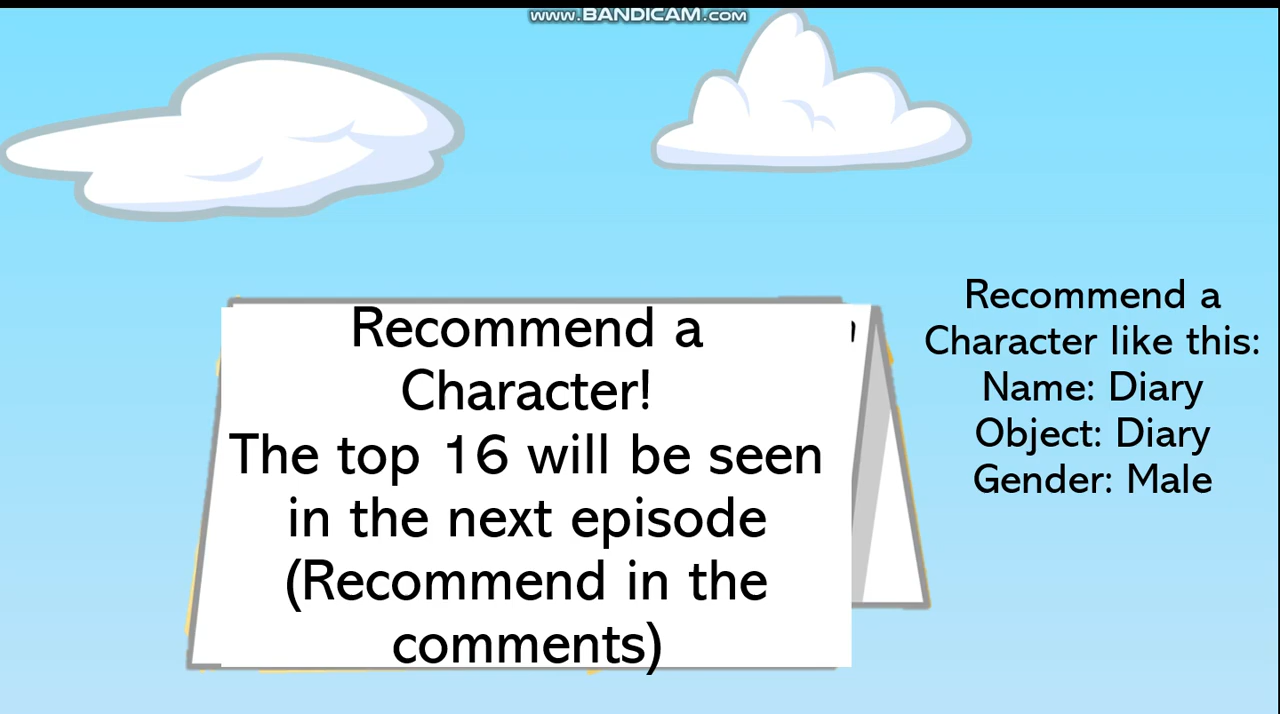 www.BANDICAM.com
Recommend a
Character!
The top 16 will be seen
in the next episode
(Recommend in the
comments)
Recommend a
Character like this:
Name: Diary
Object: Diary
Gender: Male